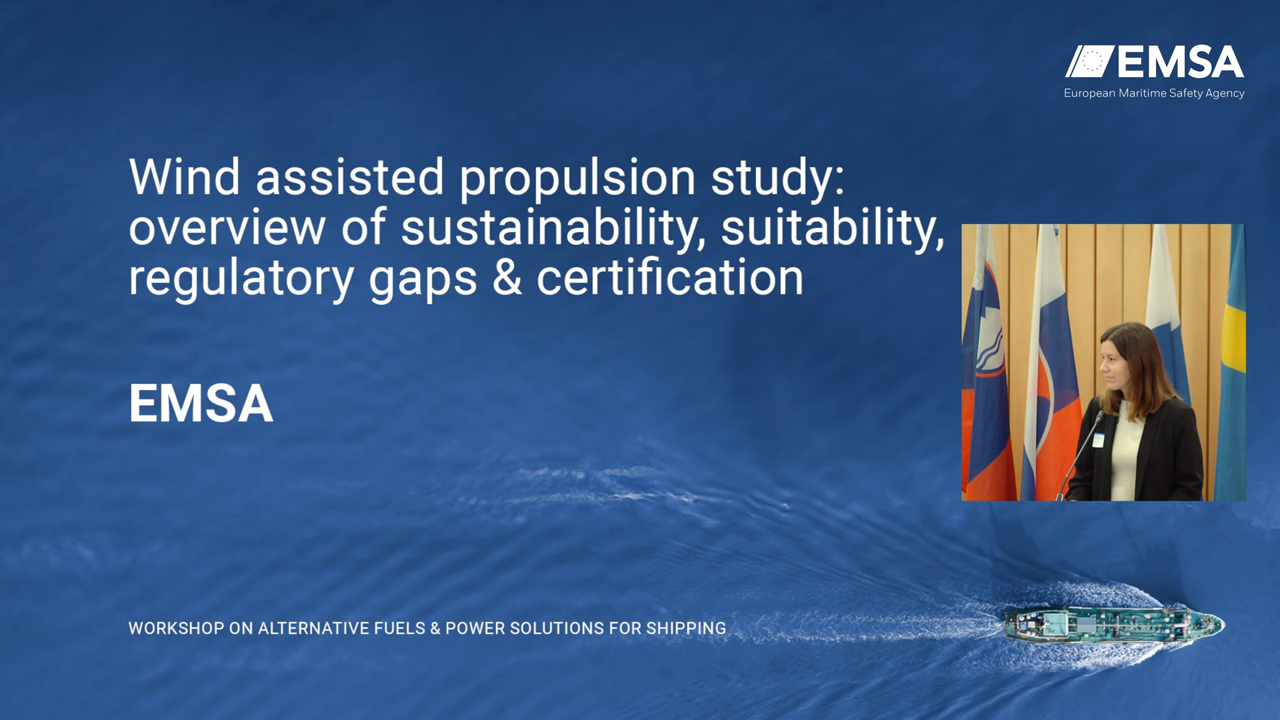 EMSA
European Maritime Safety Agency
Wind assisted propulsion study:
overview of sustainability, suitability,
regulatory gaps & certification
EMSA
WORKSHOP ON ALTERNATIVE FUELS & POWER SOLUTIONS FOR SHIPPING